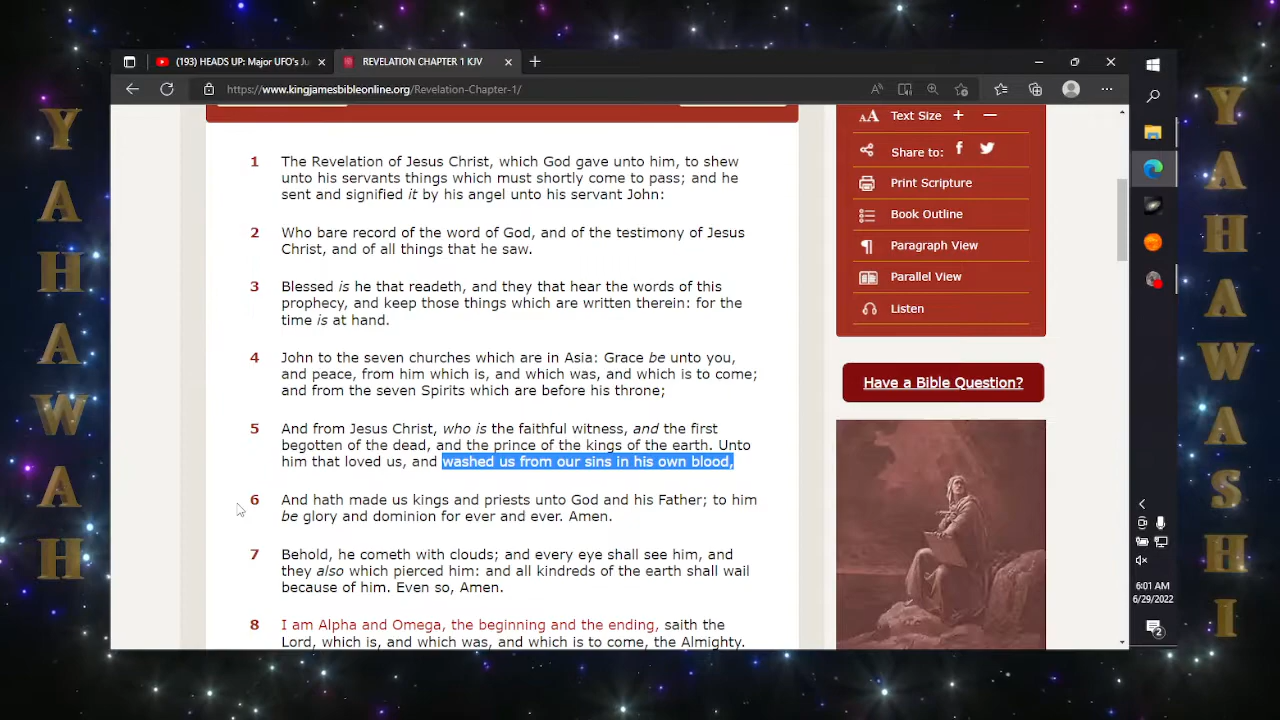 (193) HEADS UP: Major UFO's Ju
REVELATION CHAPTER 1 KJV
https://www.kingjamesbibleonline.org/Revelation-Chapter-1/
1 The Revelation of Jesus Christ, which God gave unto him, to shew
unto his servants things which must shortly come to pass; and he
sent and signified it by his angel unto his servant John:
2 Who bare record of the word of God, and of the testimony of Jesus
Christ, and of all things that he saw.
3 Blessed is he that readeth, and they that hear the words of this
prophecy, and keep those things which are written therein: for the
time is at hand.
4 John to the seven churches which are in Asia: Grace be unto you,
and peace, from him which is, and which was, and which is to come;
and from the seven Spirits which are before his throne;
5 And from Jesus Christ, who is the faithful witness, and the first
begotten of the dead, and the prince of the kings of the earth. Unto
him that loved us, and washed us from our sins in his own blood,
6 And hath made us kings and priests unto God and his Father; to him
be glory and dominion for ever and ever. Amen.
7 Behold, he cometh with clouds; and every eye shall see him, and
they also which pierced him: and all kindreds of the earth shall wail
because of him. Even so, Amen.
8 I am Alpha and Omega, the beginning and the ending, saith the
Lord, which is, and which was, and which is to come, the Almighty.
AA Text Size + −
Share to:
Print Scripture
Book Outline
Paragraph View
Parallel View
Listen
Have a Bible Question?
6:01 AM
6/29/2022
2
Y
A
H
A
W
A
H
Y
A
H
A
W
A
S
H
I